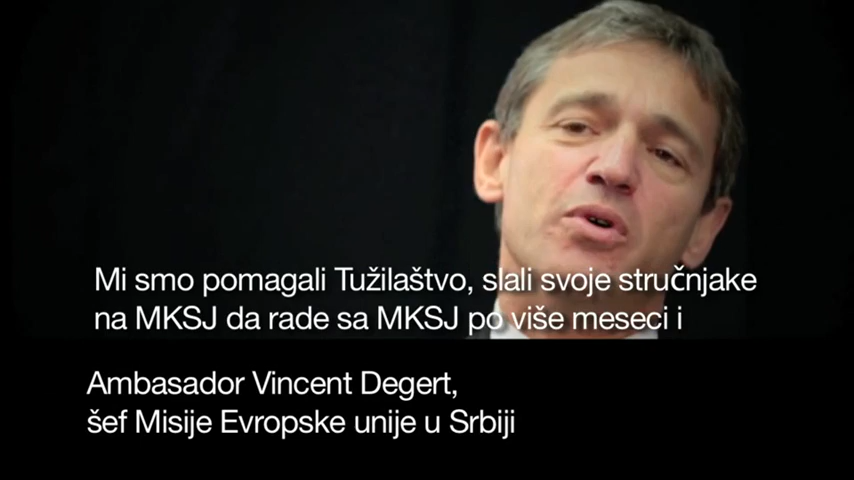 Mi smo pomagali Tužilaštvo, slali svoje stručnjake
na MKSJ da rade sa MKSJ po više meseci i
Ambasador Vincent Degert,
šef Misije Evropske unije u Srbiji